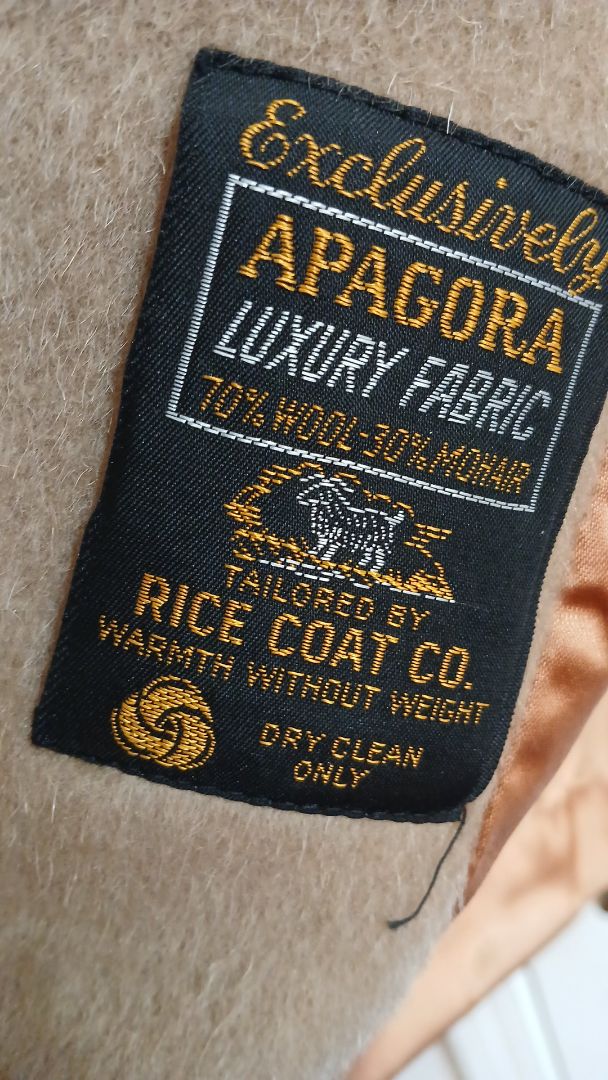 Exclusively
APAGORA
LUXURY FABRIC
70% WOOL-30% MOHAIR
TAILORED BY
RICE COAT CO.
WARMTH WITHOUT WEIGHT
DRY CLEAN
ONLY